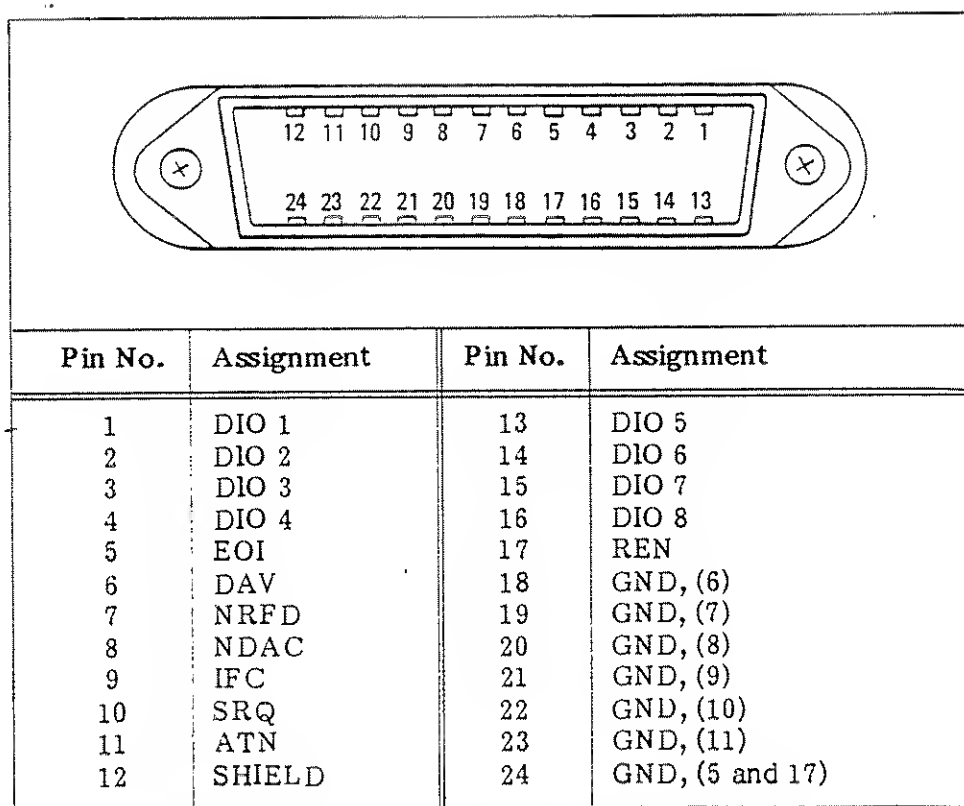 12 11 10 9 8 7 6 5 4 3 2 1
24 23 22 21 20 19 18 17 16 15 14 13
Pin No. Assignment Pin No. Assignment
1 DIO 1 13 DIO 5
2 DIO 2 14 DIO 6
3 DIO 3 15 DIO 7
4 DIO 4 16 DIO 8
5 EOI 17 REN
6 DAV 18 GND, (6)
7 NRFD 19 GND, (7)
8 NDAC 20 GND, (8)
9 IFC 21 GND, (9)
10 SRQ 22 GND, (10)
11 ATN 23 GND, (11)
12 SHIELD 24 GND, (5 and 17)